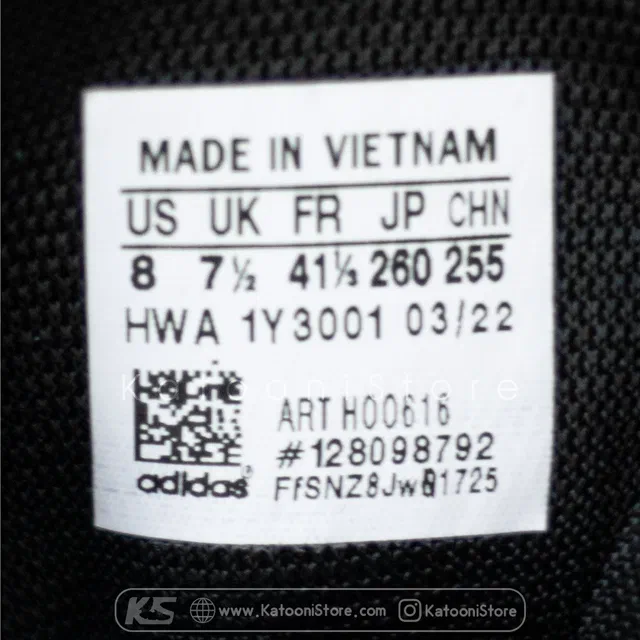 MADE IN VIETNAM
US UK FR JP CHN
8 7½ 41⅓ 260 255
HWA 1Y3001 03/22
KatooniStore
ART H00616
#128098792
adidas
KS www.KatooniStore.com KatooniStore